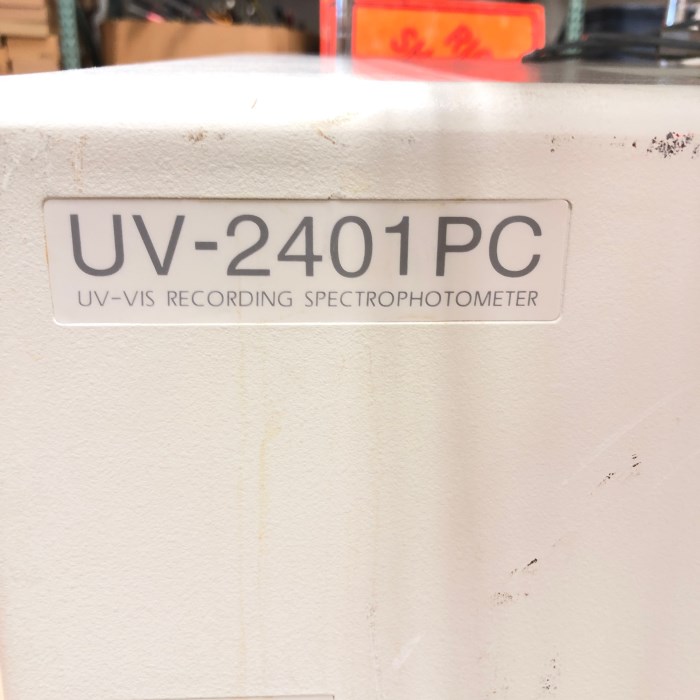 UV-2401PC
UV-VIS RECORDING SPECTROPHOTOMETER